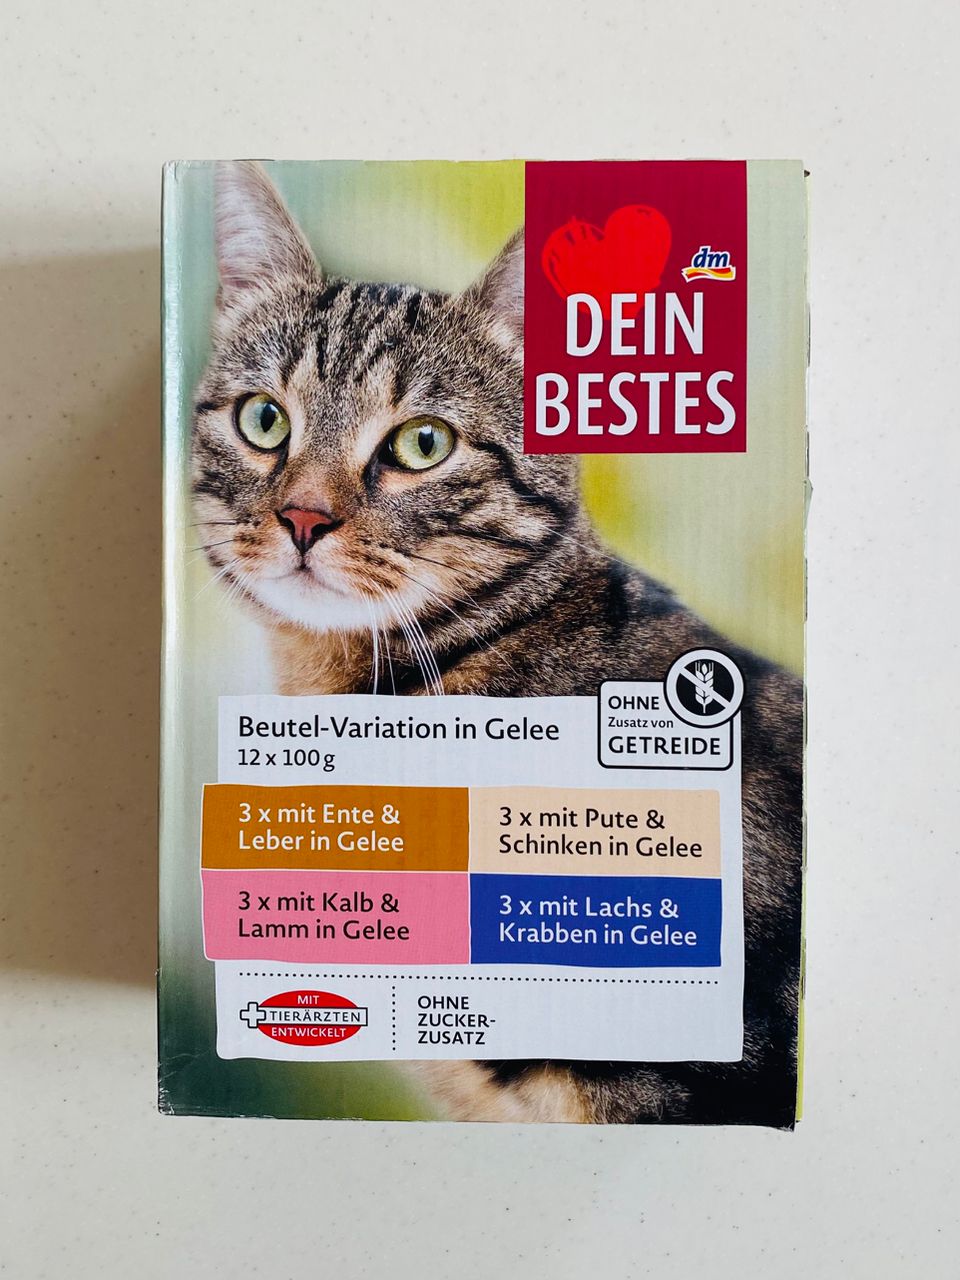 dm
DEIN
BESTES
OHNE
Zusatz von
GETREIDE
Beutel-Variation in Gelee
12 x 100 g
3 x mit Ente &
Leber in Gelee
3 x mit Pute &
Schinken in Gelee
3 x mit Kalb &
Lamm in Gelee
3 x mit Lachs &
Krabben in Gelee
MIT
TIERÄRZTEN
ENTWICKELT
OHNE
ZUCKER-
ZUSATZ